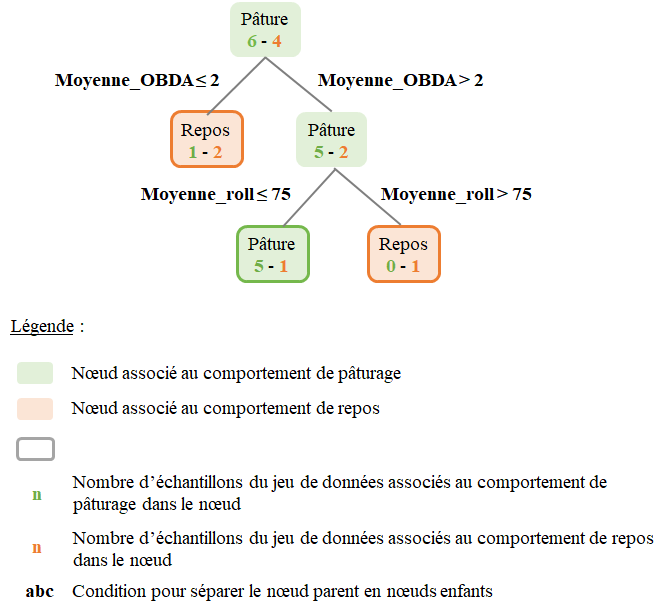 Pâture
6 - 4
Moyenne_OBDA ≤ 2
Moyenne_OBDA > 2
Repos
1 - 2
Pâture
5 - 2
Moyenne_roll ≤ 75
Moyenne_roll > 75
Pâture
5 - 1
Repos
0 - 1
Légende :
Nœud associé au comportement de pâturage
Nœud associé au comportement de repos
n
Nombre d’échantillons du jeu de données associés au comportement de
pâturage dans le nœud
n
Nombre d’échantillons du jeu de données associés au comportement de repos
dans le nœud
abc Condition pour séparer le nœud parent en nœuds enfants